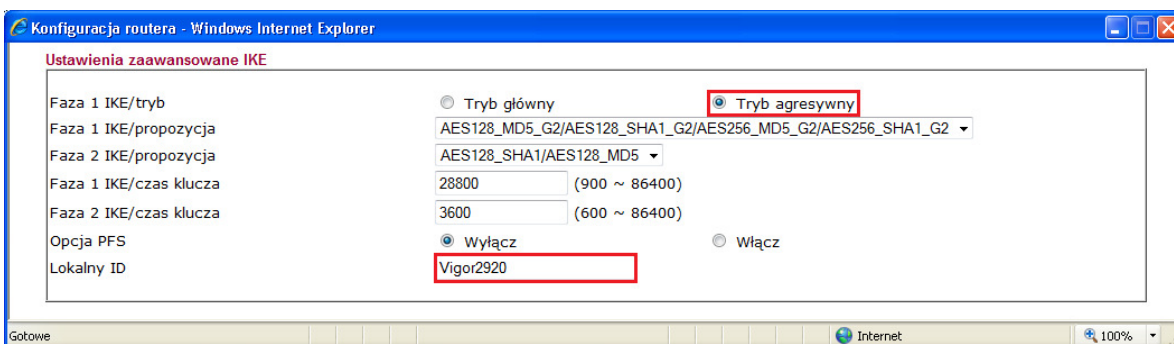 Konfiguracja routera - Windows Internet Explorer
Ustawienia zaawansowane IKE
Faza 1 IKE/tryb Tryb główny Tryb agresywny
Faza 1 IKE/propozycja AES128_MD5_G2/AES128_SHA1_G2/AES256_MD5_G2/AES256_SHA1_G2
Faza 2 IKE/propozycja AES128_SHA1/AES128_MD5
Faza 1 IKE/czas klucza 28800 (900 ~ 86400)
Faza 2 IKE/czas klucza 3600 (600 ~ 86400)
Opcja PFS Wyłącz Włącz
Lokalny ID Vigor2920
Gotowe Internet 100%